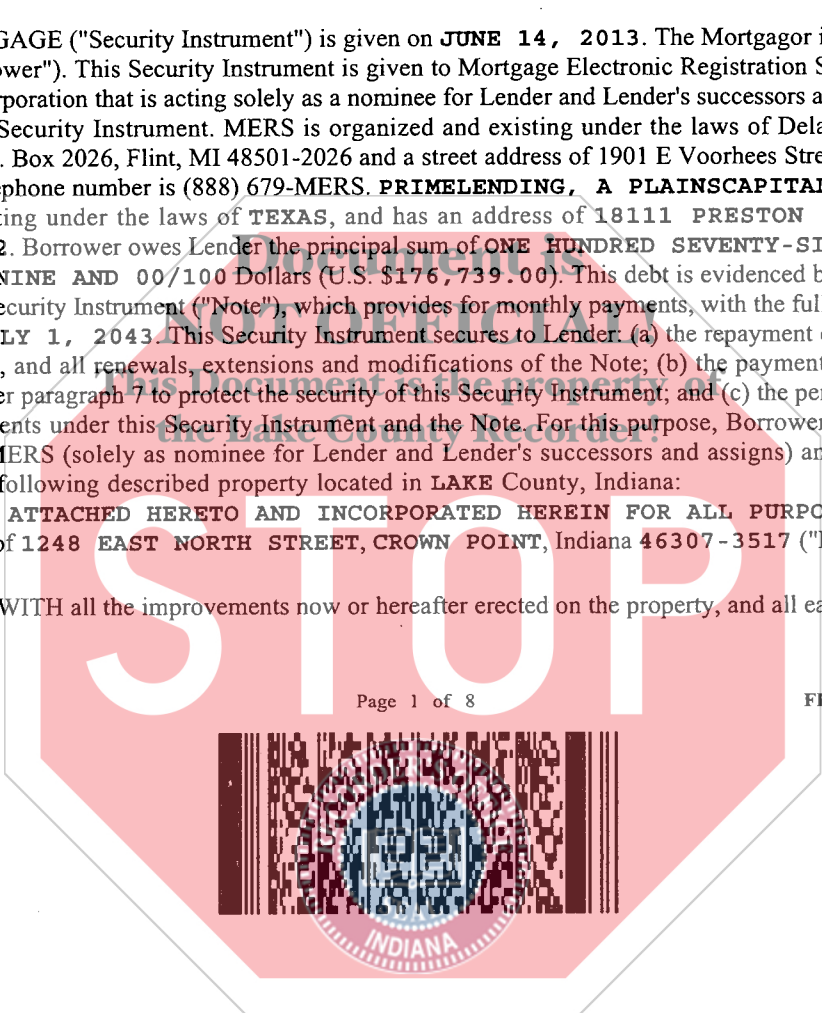 GAGE ("Security Instrument") is given on JUNE 14, 2013. The Mortgagor i
ower"). This Security Instrument is given to Mortgage Electronic Registration S
rporation that is acting solely as a nominee for Lender and Lender's successors a
Security Instrument. MERS is organized and existing under the laws of Dela
. Box 2026, Flint, MI 48501-2026 and a street address of 1901 E Voorhees Stre
ephone number is (888) 679-MERS. PRIMELENDING, A PLAINSCAPITAL
ting under the laws of TEXAS, and has an address of 18111 PRESTON
2. Borrower owes Lender the principal sum of ONE HUNDRED SEVENTY-SI
Document is
NINE AND 00/100 Dollars (U.S. $176,739.00). This debt is evidenced b
ecurity Instrument ("Note"), which provides for monthly payments, with the full
NOT OFFICIAL!
LY 1, 2043. This Security Instrument secures to Lender: (a) the repayment
, and all renewals, extensions and modifications of the Note; (b) the payment
This Document is the property of
er paragraph 7 to protect the security of this Security Instrument; and (c) the per
ents under this Security Instrument and the Note. For this purpose, Borrower
the Lake County Recorder!
MERS (solely as nominee for Lender and Lender's successors and assigns) an
following described property located in LAKE County, Indiana:
ATTACHED HERETO AND INCORPORATED HEREIN FOR ALL PURPO
of 1248 EAST NORTH STREET, CROWN POINT, Indiana 46307-3517 ("
STOP
WITH all the improvements now or hereafter erected on the property, and all ea
Page 1 of 8
SEAL
INDIANA